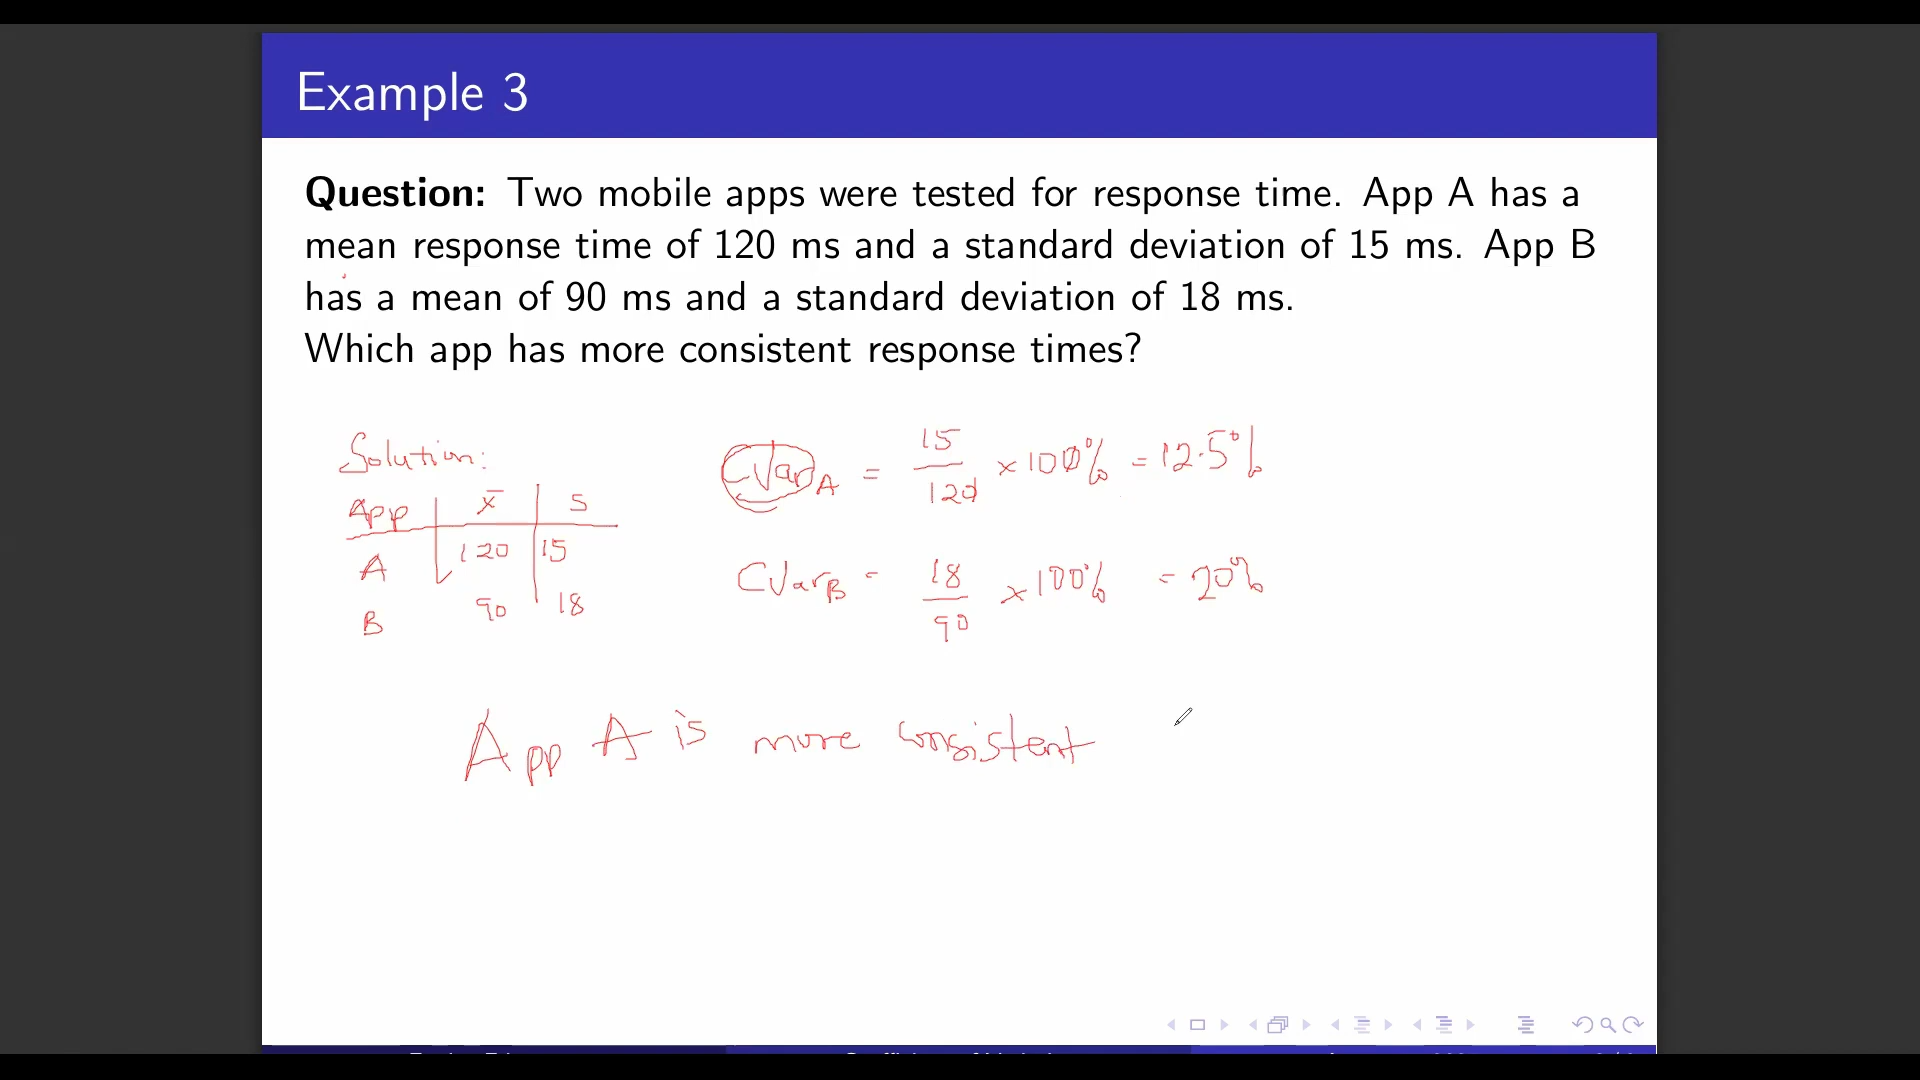 Example 3
Question: Two mobile apps were tested for response time. App A has a
mean response time of 120 ms and a standard deviation of 15 ms. App B
has a mean of 90 ms and a standard deviation of 18 ms.
Which app has more consistent response times?
Solution:
App x̄ s
A 120 15
B 90 18
CVar_A = 15/120 × 100% = 12.5%
CVar_B = 18/90 × 100% = 20%
App A is more consistent